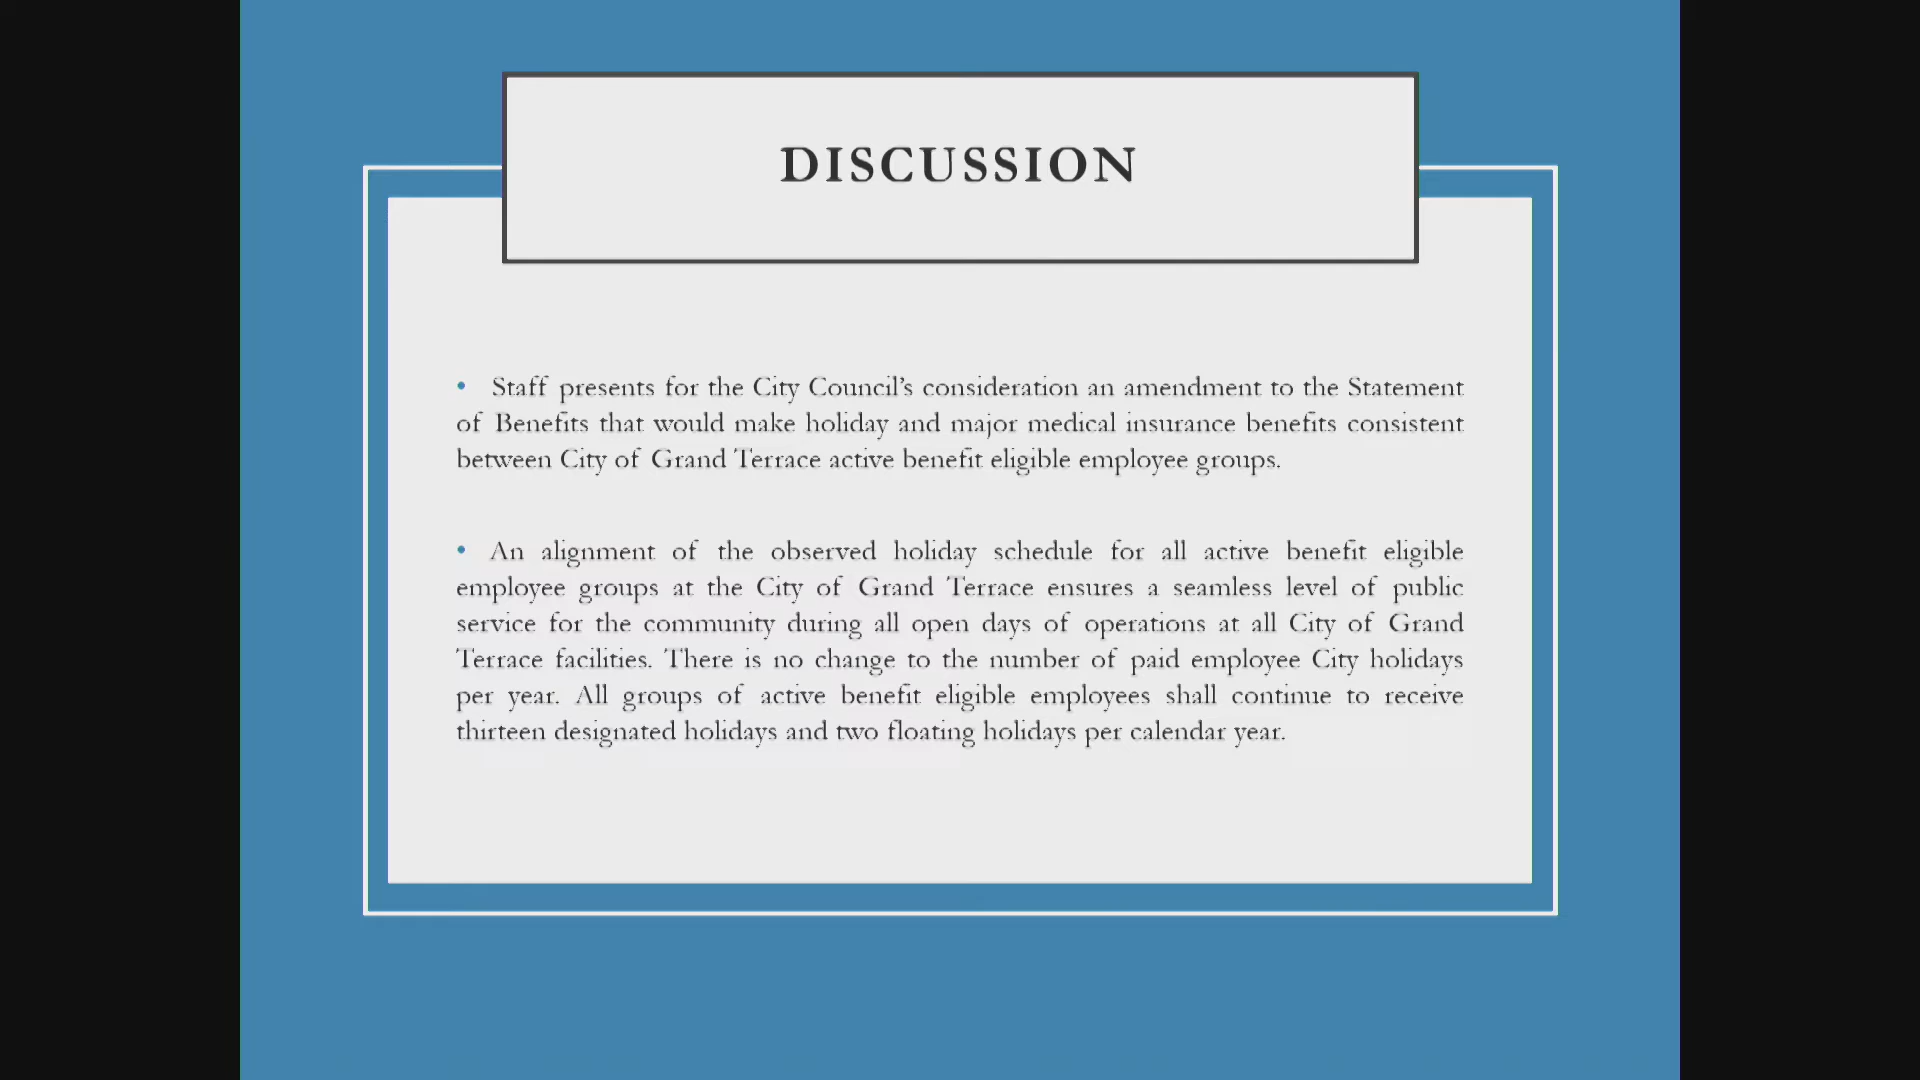 DISCUSSION
• Staff presents for the City Council’s consideration an amendment to the Statement
of Benefits that would make holiday and major medical insurance benefits consistent
between City of Grand Terrace active benefit eligible employee groups.
• An alignment of the observed holiday schedule for all active benefit eligible
employee groups at the City of Grand Terrace ensures a seamless level of public
service for the community during all open days of operations at all City of Grand
Terrace facilities. There is no change to the number of paid employee City holidays
per year. All groups of active benefit eligible employees shall continue to receive
thirteen designated holidays and two floating holidays per calendar year.